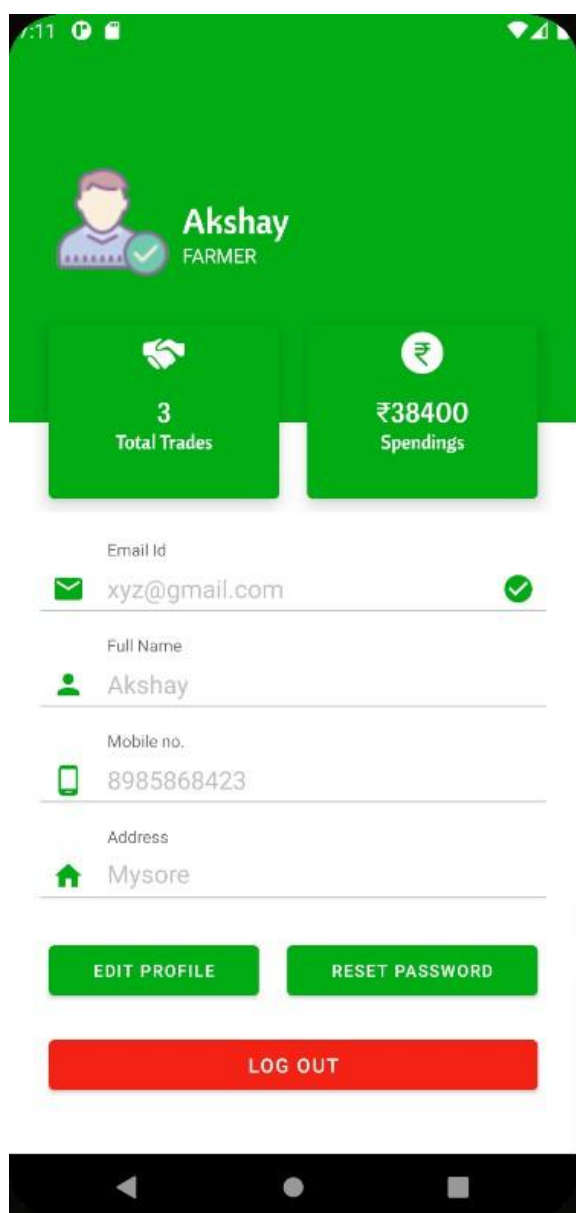 7:11
Akshay
FARMER
3
Total Trades
₹38400
Spendings
Email Id
xyz@gmail.com
Full Name
Akshay
Mobile no.
8985868423
Address
Mysore
EDIT PROFILE
RESET PASSWORD
LOG OUT